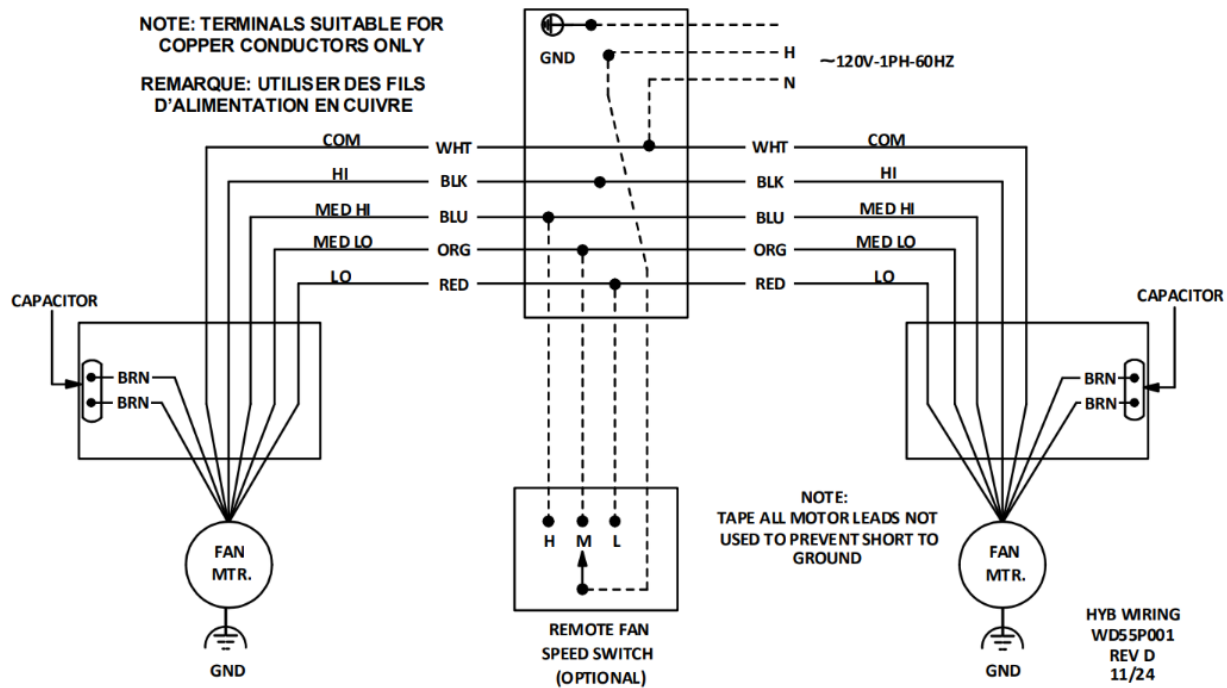 NOTE: TERMINALS SUITABLE FOR
COPPER CONDUCTORS ONLY
REMARQUE: UTILISER DES FILS
D'ALIMENTATION EN CUIVRE
GND
H
N
~120V-1PH-60HZ
COM
WHT
WHT
COM
HI
BLK
BLK
HI
MED HI
BLU
BLU
MED HI
MED LO
ORG
ORG
MED LO
LO
RED
RED
LO
CAPACITOR
CAPACITOR
BRN
BRN
BRN
BRN
H M L
NOTE:
TAPE ALL MOTOR LEADS NOT
USED TO PREVENT SHORT TO
GROUND
FAN
MTR.
FAN
MTR.
GND
GND
REMOTE FAN
SPEED SWITCH
(OPTIONAL)
HYB WIRING
WD55P001
REV D
11/24